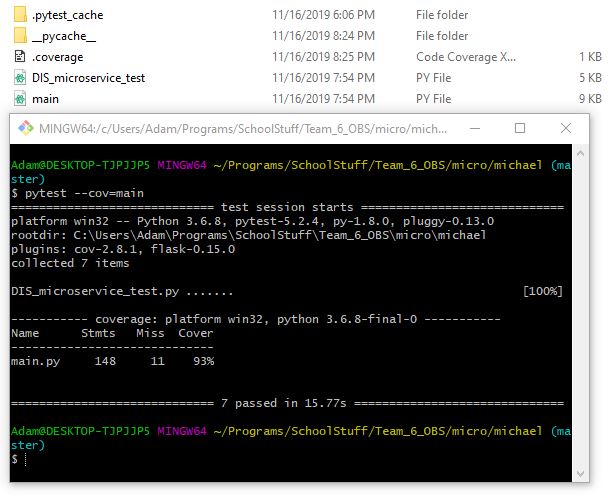 .pytest_cache 11/16/2019 6:06 PM File folder
__pycache__ 11/16/2019 8:24 PM File folder
.coverage 11/16/2019 8:25 PM Code Coverage X... 1 KB
DIS_microservice_test 11/16/2019 7:54 PM PY File 5 KB
main 11/16/2019 7:54 PM PY File 9 KB
MINGW64:/c/Users/Adam/Programs/SchoolStuff/Team_6_OBS/micro/mich...
Adam@DESKTOP-TJPJJP5 MINGW64 ~/Programs/SchoolStuff/Team_6_OBS/micro/michael (ma
ster)
$ pytest --cov=main
============================= test session starts =============================
platform win32 -- Python 3.6.8, pytest-5.2.4, py-1.8.0, pluggy-0.13.0
rootdir: C:\Users\Adam\Programs\SchoolStuff\Team_6_OBS\micro\michael
plugins: cov-2.8.1, flask-0.15.0
collected 7 items
DIS_microservice_test.py ....... [100%]
----------- coverage: platform win32, python 3.6.8-final-0 -----------
Name Stmts Miss Cover
-----------------------------
main.py 148 11 93%
============================= 7 passed in 15.77s ==============================
Adam@DESKTOP-TJPJJP5 MINGW64 ~/Programs/SchoolStuff/Team_6_OBS/micro/michael (ma
ster)
$